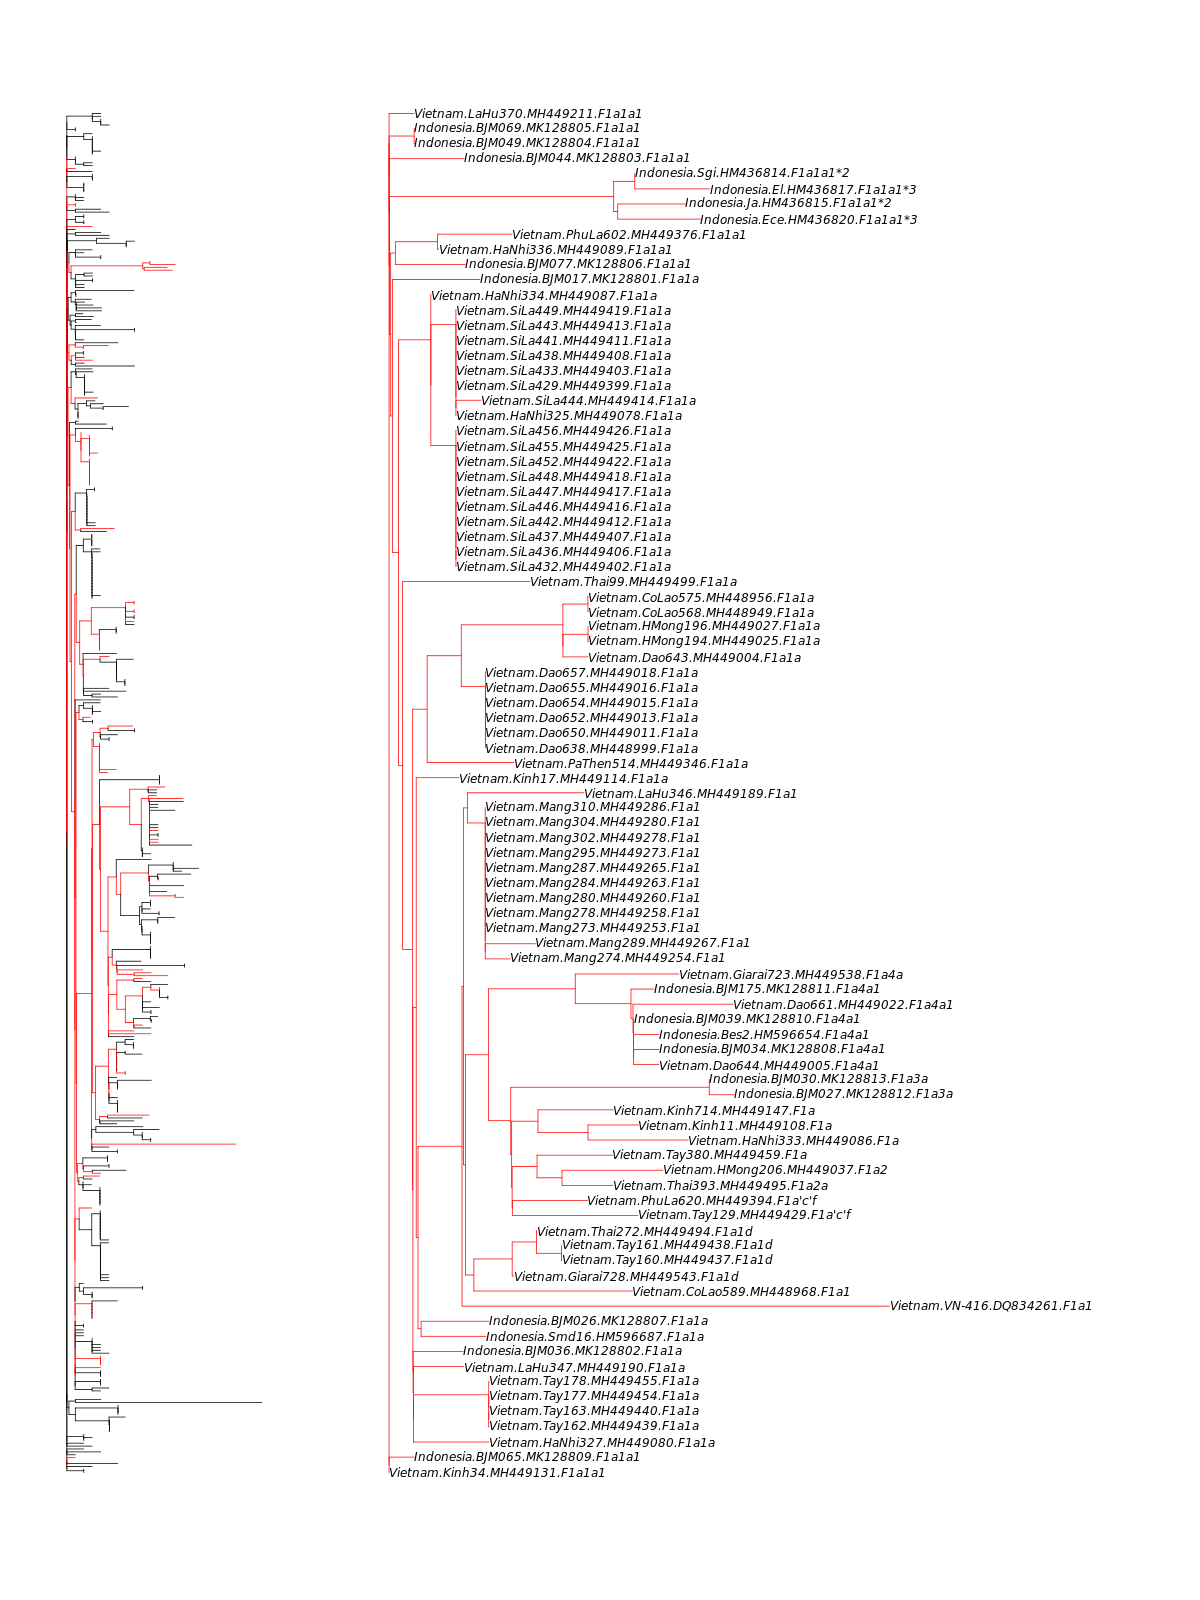 Vietnam.LaHu370.MH449211.F1a1a1
Indonesia.BJM069.MK128805.F1a1a1
Indonesia.BJM049.MK128804.F1a1a1
Indonesia.BJM044.MK128803.F1a1a1
Indonesia.Sgi.HM436814.F1a1a1*2
Indonesia.El.HM436817.F1a1a1*3
Indonesia.Ja.HM436815.F1a1a1*2
Indonesia.Ece.HM436820.F1a1a1*3
Vietnam.PhuLa602.MH449376.F1a1a1
Vietnam.HaNhi336.MH449089.F1a1a1
Indonesia.BJM077.MK128806.F1a1a1
Indonesia.BJM017.MK128801.F1a1a
Vietnam.HaNhi334.MH449087.F1a1a
Vietnam.SiLa449.MH449419.F1a1a
Vietnam.SiLa443.MH449413.F1a1a
Vietnam.SiLa441.MH449411.F1a1a
Vietnam.SiLa438.MH449408.F1a1a
Vietnam.SiLa433.MH449403.F1a1a
Vietnam.SiLa429.MH449399.F1a1a
Vietnam.SiLa444.MH449414.F1a1a
Vietnam.HaNhi325.MH449078.F1a1a
Vietnam.SiLa456.MH449426.F1a1a
Vietnam.SiLa455.MH449425.F1a1a
Vietnam.SiLa452.MH449422.F1a1a
Vietnam.SiLa448.MH449418.F1a1a
Vietnam.SiLa447.MH449417.F1a1a
Vietnam.SiLa446.MH449416.F1a1a
Vietnam.SiLa442.MH449412.F1a1a
Vietnam.SiLa437.MH449407.F1a1a
Vietnam.SiLa436.MH449406.F1a1a
Vietnam.SiLa432.MH449402.F1a1a
Vietnam.Thai99.MH449499.F1a1a
Vietnam.CoLao575.MH448956.F1a1a
Vietnam.CoLao568.MH448949.F1a1a
Vietnam.HMong196.MH449027.F1a1a
Vietnam.HMong194.MH449025.F1a1a
Vietnam.Dao643.MH449004.F1a1a
Vietnam.Dao657.MH449018.F1a1a
Vietnam.Dao655.MH449016.F1a1a
Vietnam.Dao654.MH449015.F1a1a
Vietnam.Dao652.MH449013.F1a1a
Vietnam.Dao650.MH449011.F1a1a
Vietnam.Dao638.MH448999.F1a1a
Vietnam.PaThen514.MH449346.F1a1a
Vietnam.Kinh17.MH449114.F1a1a
Vietnam.LaHu346.MH449189.F1a1
Vietnam.Mang310.MH449286.F1a1
Vietnam.Mang304.MH449280.F1a1
Vietnam.Mang302.MH449278.F1a1
Vietnam.Mang295.MH449273.F1a1
Vietnam.Mang287.MH449265.F1a1
Vietnam.Mang284.MH449263.F1a1
Vietnam.Mang280.MH449260.F1a1
Vietnam.Mang278.MH449258.F1a1
Vietnam.Mang273.MH449253.F1a1
Vietnam.Mang289.MH449267.F1a1
Vietnam.Mang274.MH449254.F1a1
Vietnam.Giarai723.MH449538.F1a4a
Indonesia.BJM175.MK128811.F1a4a1
Vietnam.Dao661.MH449022.F1a4a1
Indonesia.BJM039.MK128810.F1a4a1
Indonesia.Bes2.HM596654.F1a4a1
Indonesia.BJM034.MK128808.F1a4a1
Vietnam.Dao644.MH449005.F1a4a1
Indonesia.BJM030.MK128813.F1a3a
Indonesia.BJM027.MK128812.F1a3a
Vietnam.Kinh714.MH449147.F1a
Vietnam.Kinh11.MH449108.F1a
Vietnam.HaNhi333.MH449086.F1a
Vietnam.Tay380.MH449459.F1a
Vietnam.HMong206.MH449037.F1a2
Vietnam.Thai393.MH449495.F1a2a
Vietnam.PhuLa620.MH449394.F1a'c'f
Vietnam.Tay129.MH449429.F1a'c'f
Vietnam.Thai272.MH449494.F1a1d
Vietnam.Tay161.MH449438.F1a1d
Vietnam.Tay160.MH449437.F1a1d
Vietnam.Giarai728.MH449543.F1a1d
Vietnam.CoLao589.MH448968.F1a1
Vietnam.VN-416.DQ834261.F1a1
Indonesia.BJM026.MK128807.F1a1a
Indonesia.Smd16.HM596687.F1a1a
Indonesia.BJM036.MK128802.F1a1a
Vietnam.LaHu347.MH449190.F1a1a
Vietnam.Tay178.MH449455.F1a1a
Vietnam.Tay177.MH449454.F1a1a
Vietnam.Tay163.MH449440.F1a1a
Vietnam.Tay162.MH449439.F1a1a
Vietnam.HaNhi327.MH449080.F1a1a
Indonesia.BJM065.MK128809.F1a1a1
Vietnam.Kinh34.MH449131.F1a1a1